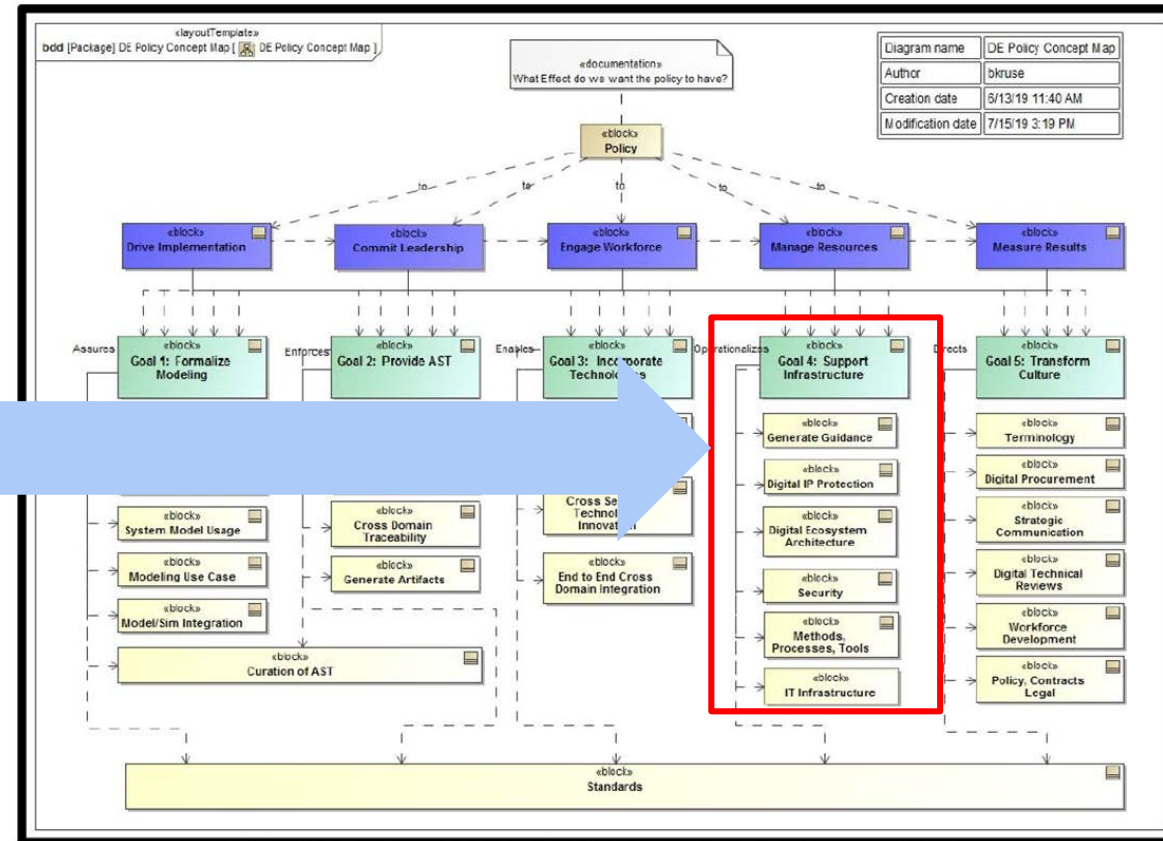 «layoutTemplate»
bdd [Package] DE Policy Concept Map [ DE Policy Concept Map ]
«documentation»
What Effect do we want the policy to have?
Diagram name DE Policy Concept Map
Author bkruse
Creation date 6/13/19 11:40 AM
Modification date 7/15/19 3:19 PM
«block»
Policy
to to to to to
«block» «block» «block» «block» «block»
Drive Implementation Commit Leadership Engage Workforce Manage Resources Measure Results
Assures Enforces Enables Operationalizes Directs
«block»
Goal 1: Formalize
Modeling
«block»
System Model Usage
«block»
Modeling Use Case
«block»
Model/Sim Integration
«block»
Curation of AST
«block»
Goal 2: Provide AST
«block»
Cross Domain
Traceability
«block»
Generate Artifacts
«block»
Goal 3: Incorporate
Technologies
Cross
Innovation
«block»
End to End Cross
Domain Integration
«block»
Goal 4: Support
Infrastructure
«block»
Generate Guidance
«block»
Digital IP Protection
«block»
Digital Ecosystem
Architecture
«block»
Security
«block»
Methods,
Processes, Tools
«block»
IT Infrastructure
«block»
Goal 5: Transform
Culture
«block»
Terminology
«block»
Digital Procurement
«block»
Strategic
Communication
«block»
Digital Technical
Reviews
«block»
Workforce
Development
«block»
Policy, Contracts
Legal
«block»
Standards